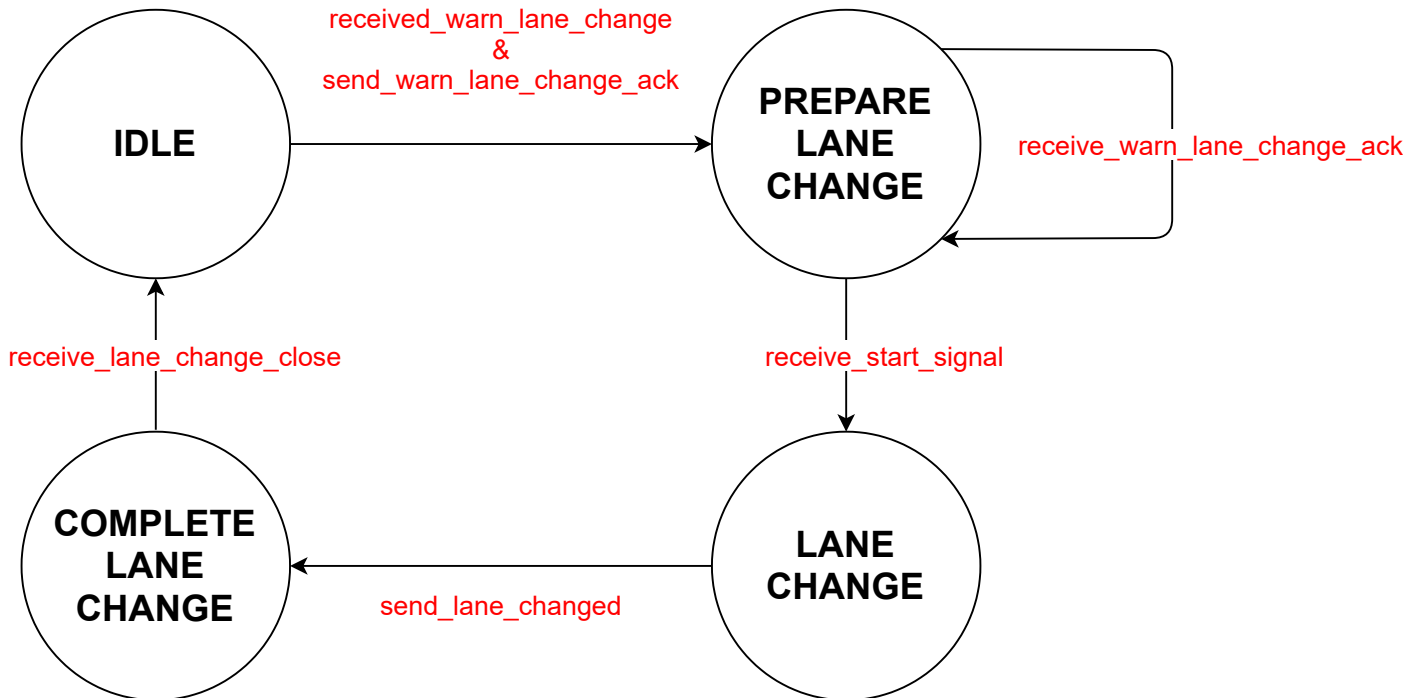 received_warn_lane_change
&
send_warn_lane_change_ack
IDLE
PREPARE
LANE
CHANGE
receive_warn_lane_change_ack
receive_lane_change_close
receive_start_signal
COMPLETE
LANE
CHANGE
send_lane_changed
LANE
CHANGE